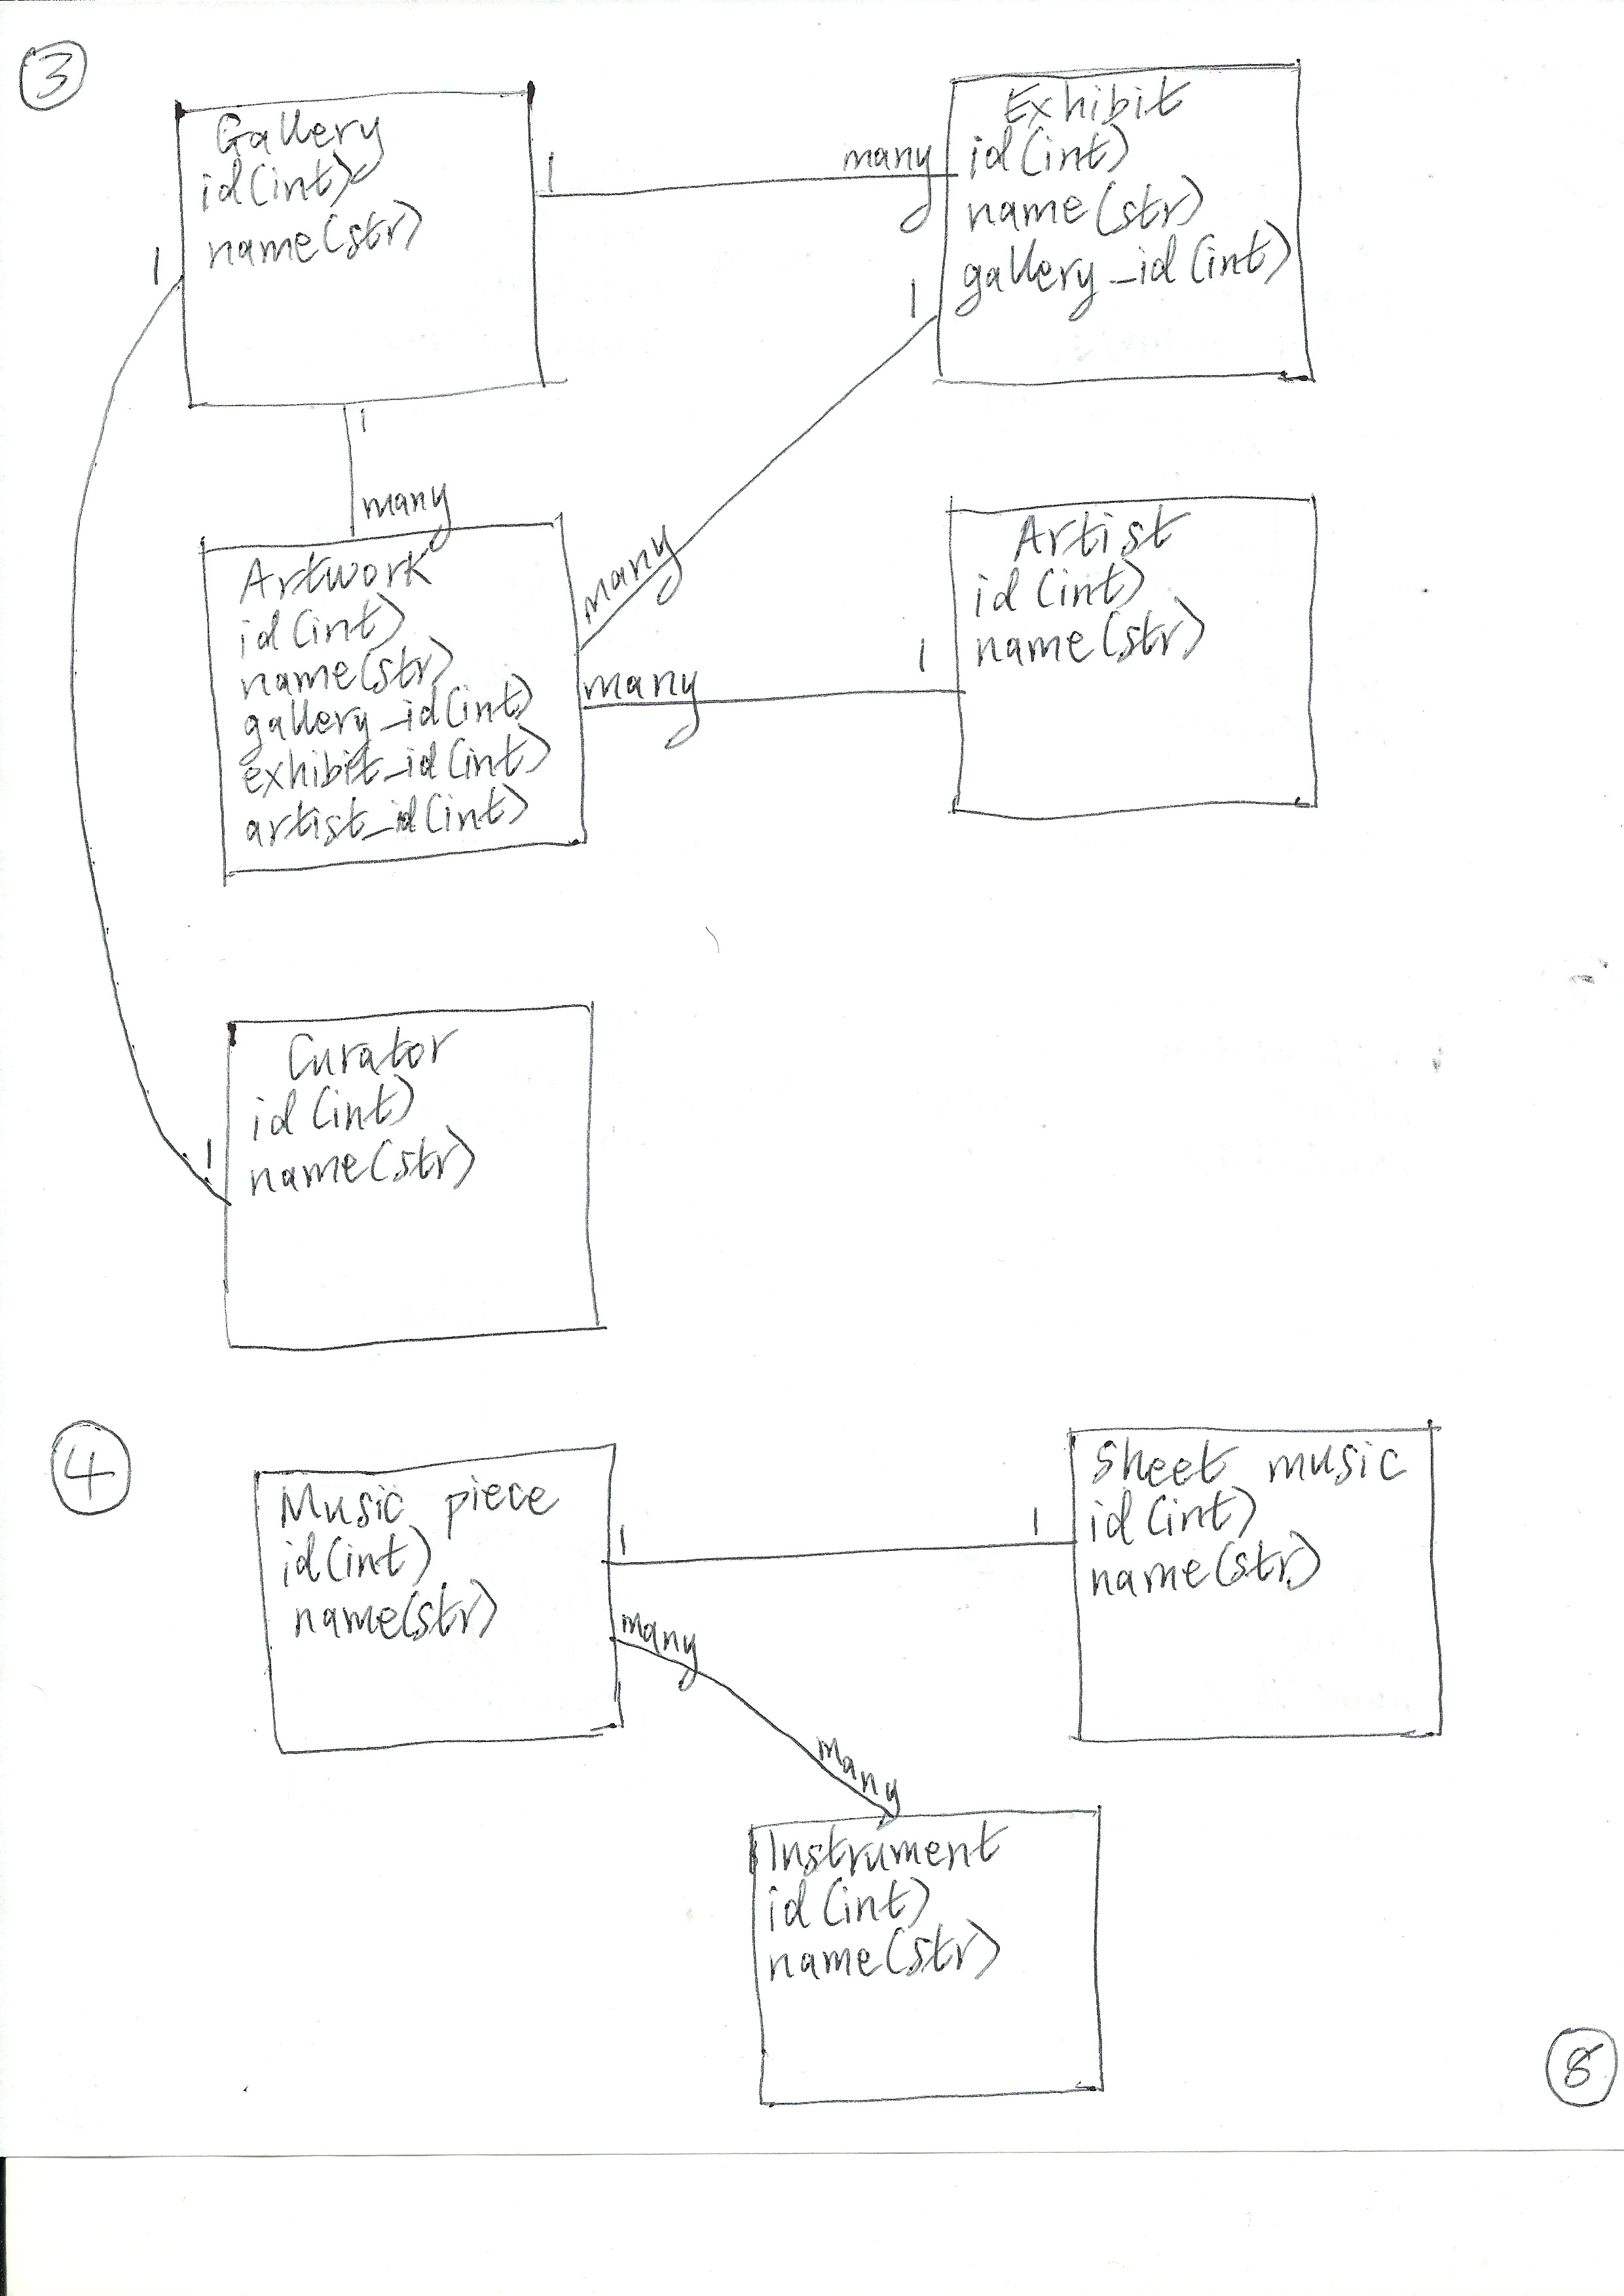 3
Gallery
id(int)
name(str)
1
1
1
many
Exhibit
id(int)
name(str)
gallery_id(int)
1
many
Artwork
id(int)
name(str)
gallery_id(int)
exhibit_id(int)
artist_id(int)
many
many
1
Artist
id(int)
name(str)
Curator
id(int)
name(str)
1
4
Music piece
id(int)
name(str)
1
many
1
Sheet music
id(int)
name(str)
many
Instrument
id(int)
name(str)
8